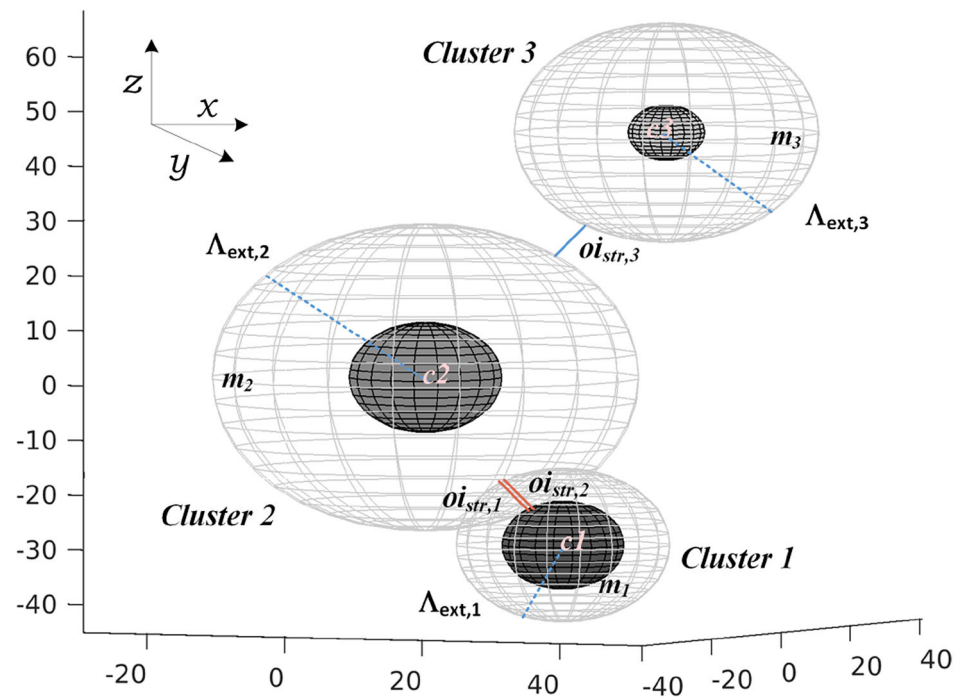 60
50
40
30
20
10
0
-10
-20
-30
-40
z
x
y
Cluster 3
c3
m3
Λext,3
oistr,3
Λext,2
c2
m2
Cluster 2
oistr,1
oistr,2
c1
Cluster 1
m1
Λext,1
-20 0 20 40 -40 -20 0 20 40